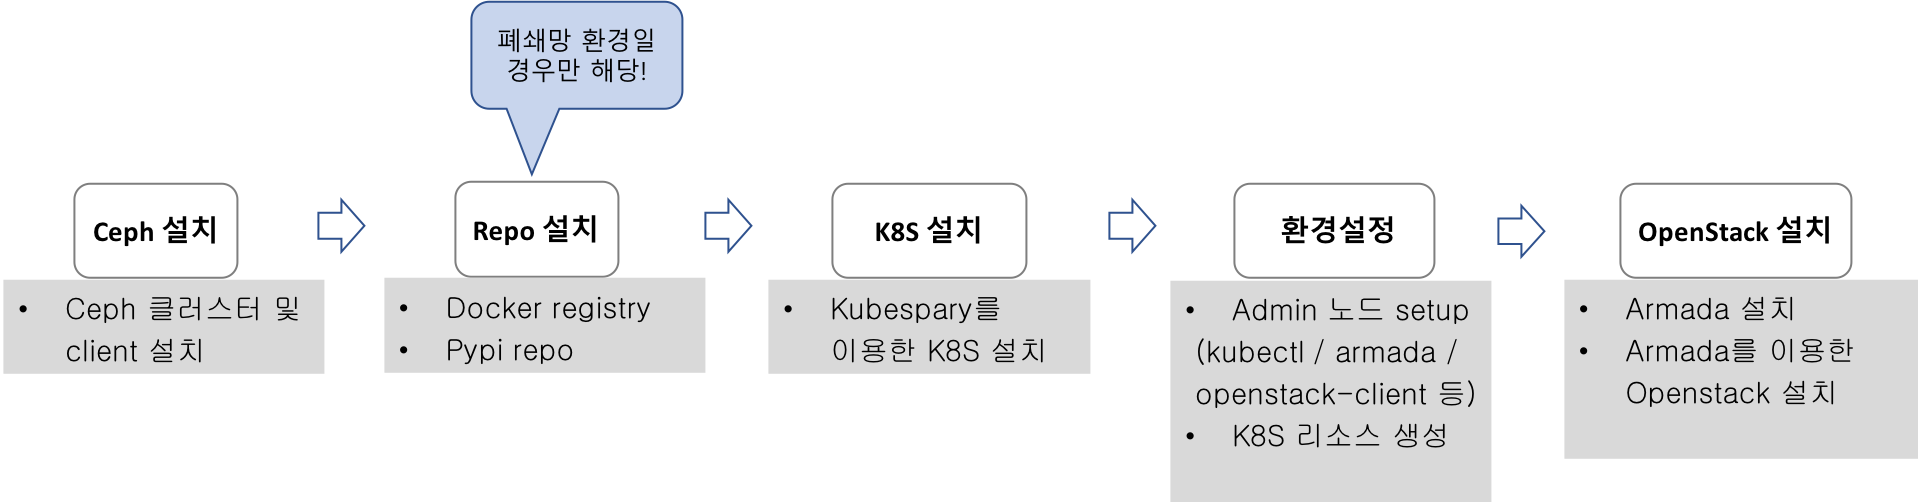 폐쇄망 환경일
경우만 해당!
Ceph 설치
• Ceph 클러스터 및
client 설치
Repo 설치
• Docker registry
• Pypi repo
K8S 설치
• Kubespary를
이용한 K8S 설치
환경설정
• Admin 노드 setup
(kubectl / armada /
openstack-client 등)
• K8S 리소스 생성
OpenStack 설치
• Armada 설치
• Armada를 이용한
Openstack 설치